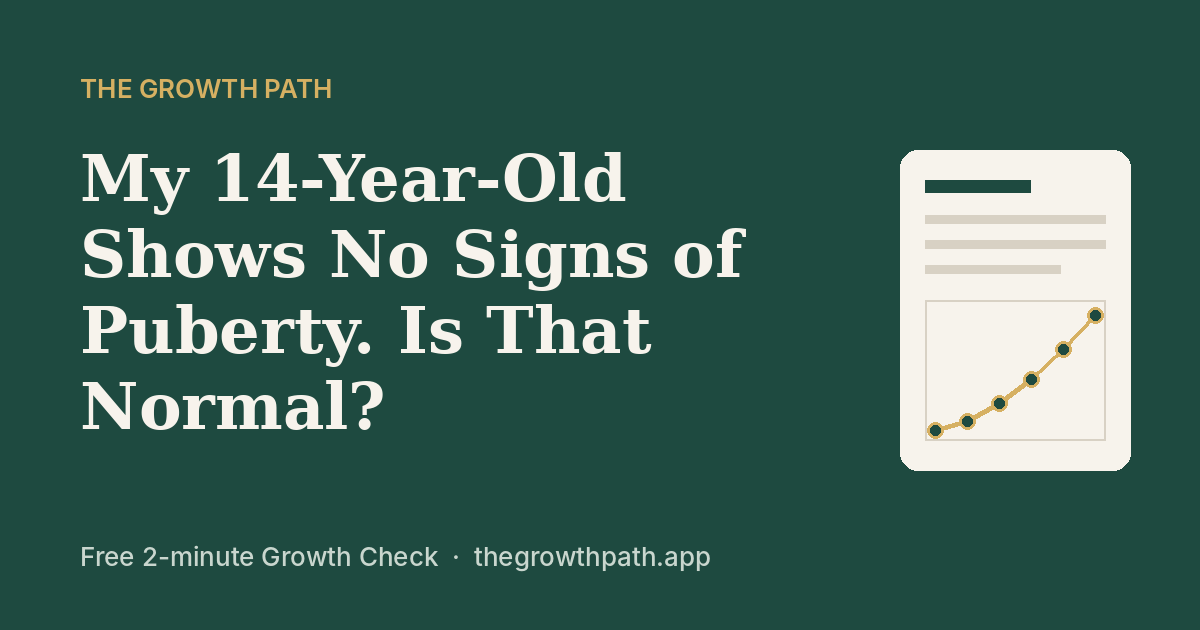 THE GROWTH PATH
My 14-Year-Old
Shows No Signs of
Puberty. Is That
Normal?
Free 2-minute Growth Check · thegrowthpath.app